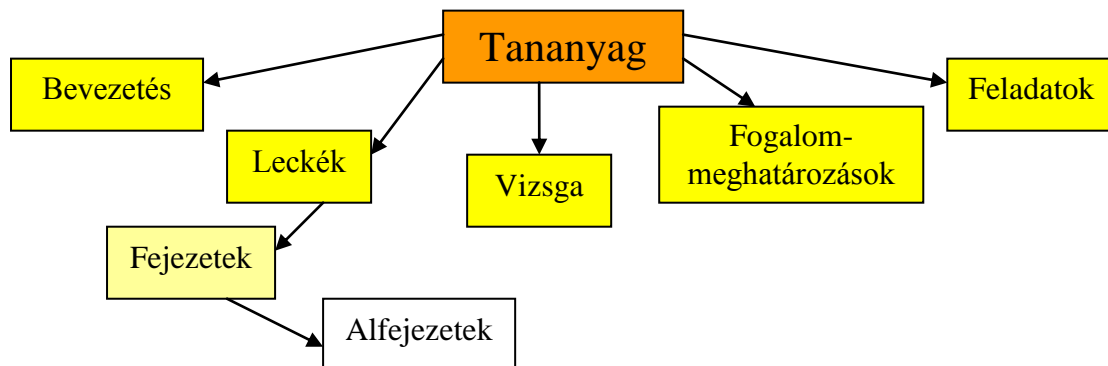 Tananyag
Bevezetés
Feladatok
Leckék
Vizsga
Fogalom-
meghatározások
Fejezetek
Alfejezetek